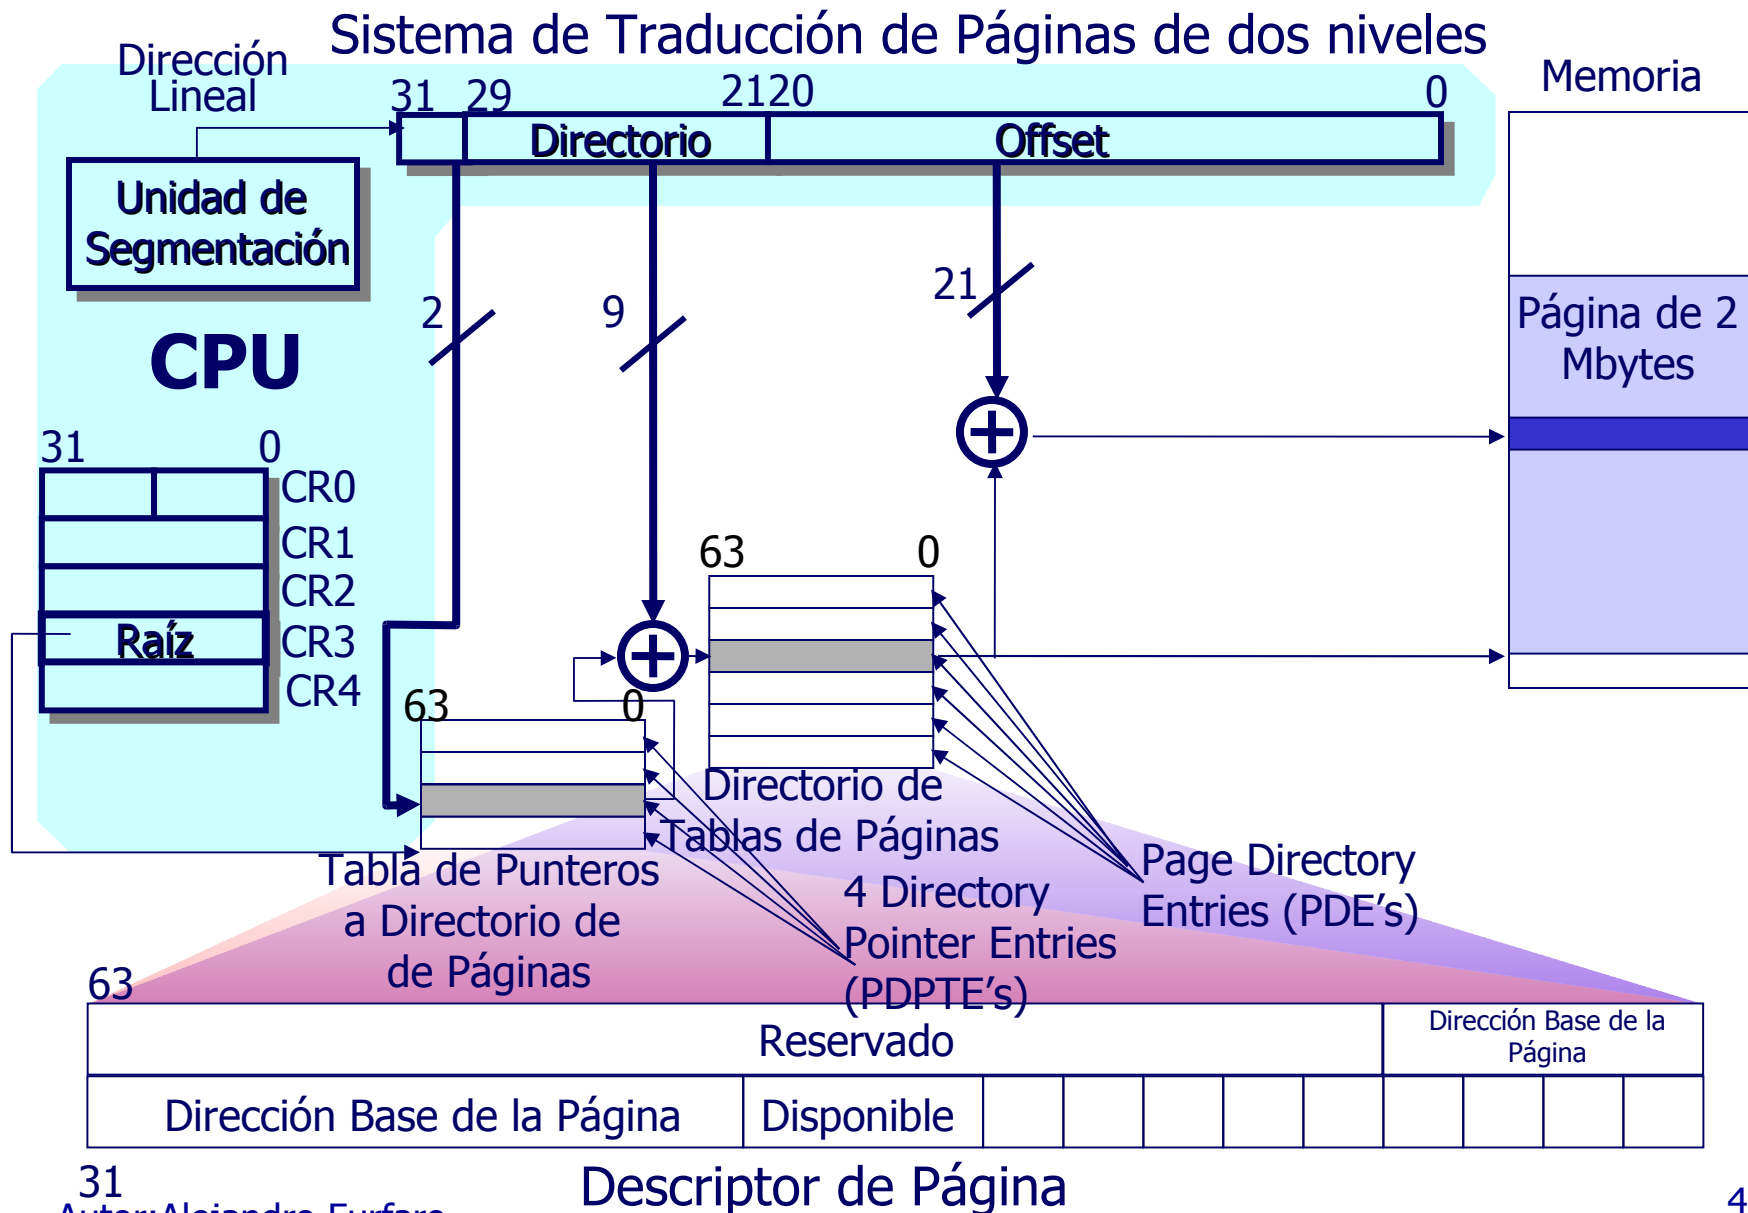 Sistema de Traducción de Páginas de dos niveles
Dirección
Lineal
31 29 2120 0
Memoria
Directorio
Offset
Unidad de
Segmentación
2
9
21
Página de 2
Mbytes
CPU
31 0
CR0
CR1
CR2
Raíz
CR3
CR4
63 0
63 0
Directorio de
Tablas de Páginas
Tabla de Punteros
a Directorio de
de Páginas
4 Directory
Pointer Entries
(PDPTE’s)
Page Directory
Entries (PDE’s)
63
Reservado
Dirección Base de la
Página
Dirección Base de la Página
Disponible
31
Descriptor de Página
Autor:Alejandro Furfaro
4